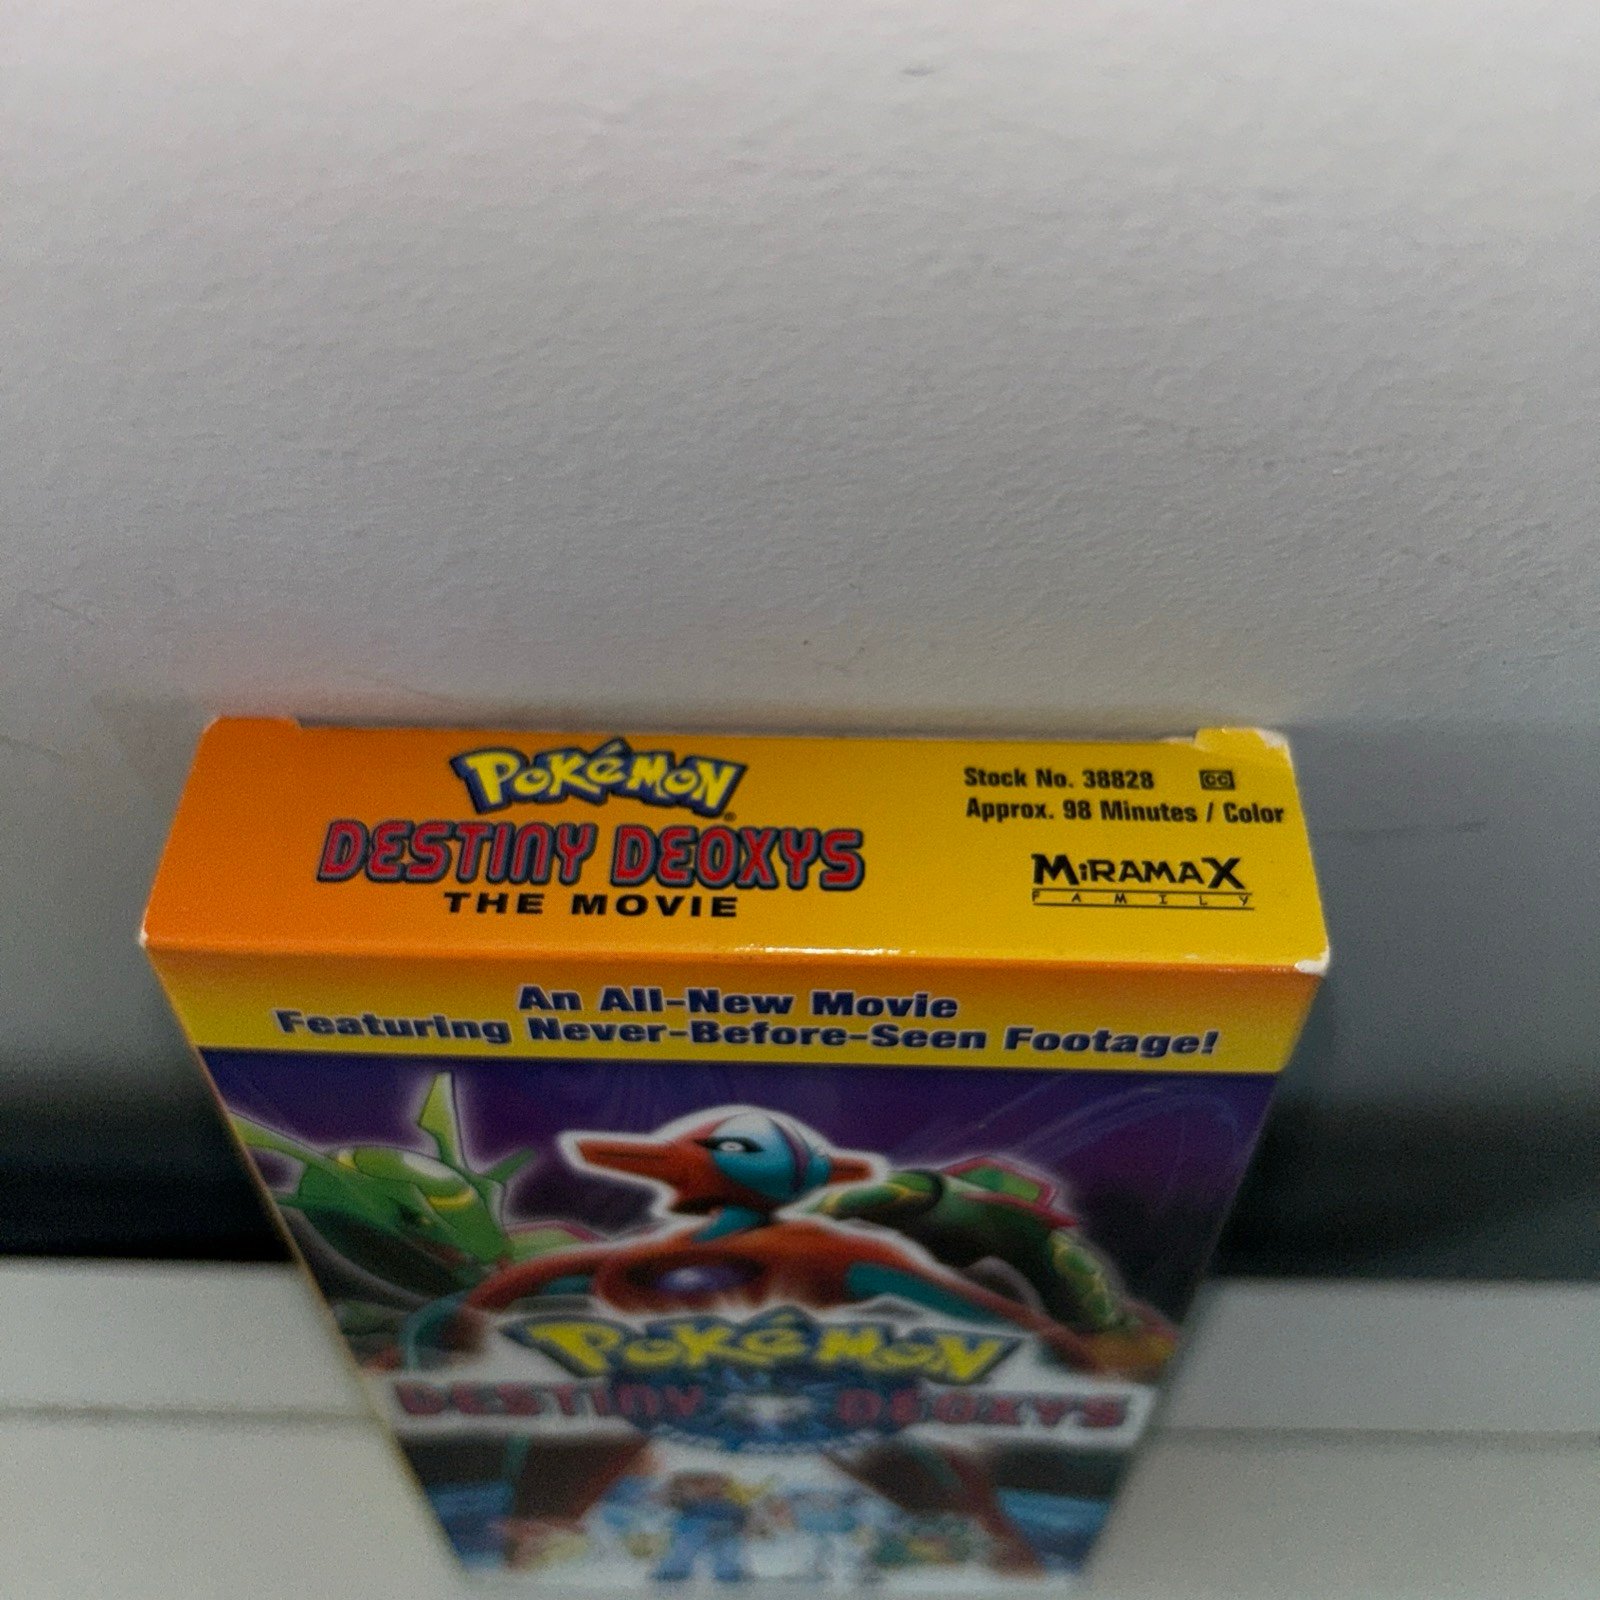 POKéMON
DESTINY DEOXYS
THE MOVIE
Stock No. 38828 CC
Approx. 98 Minutes / Color
MiRAMAX
FAMILY
An All-New Movie
Featuring Never-Before-Seen Footage!
POKéMON
DESTINY DEOXYS